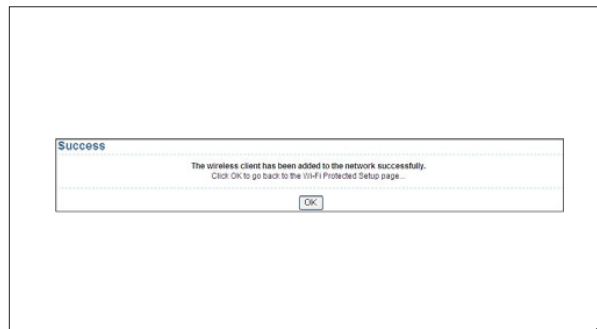 Success
The wireless client has been added to the network successfully.
Click OK to go back to the Wi-Fi Protected Setup page...
OK